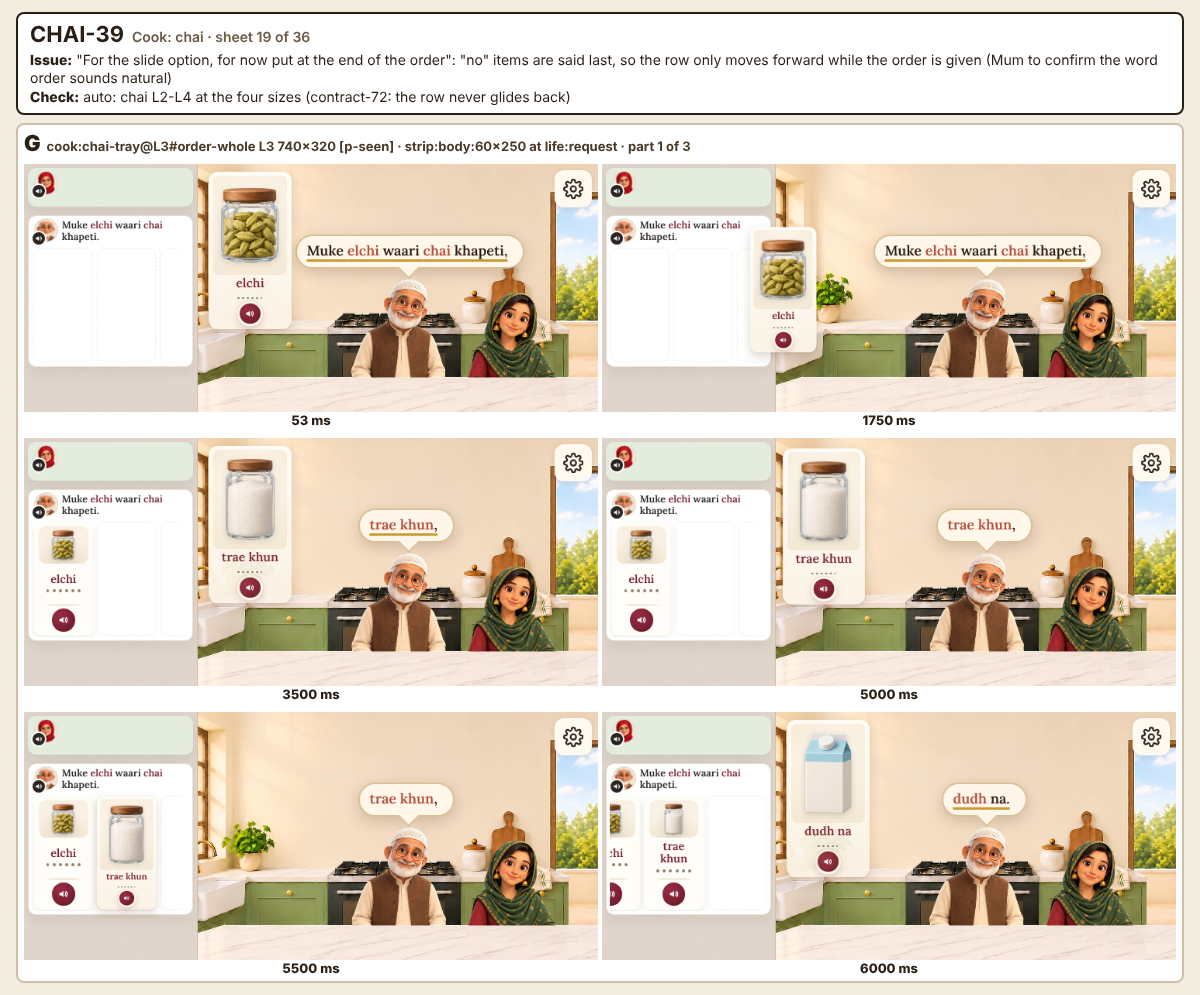 CHAI-39 Cook: chai · sheet 19 of 36
Issue: "For the slide option, for now put at the end of the order": "no" items are said last, so the row only moves forward while the order is given (Mum to confirm the word
order sounds natural)
Check: auto: chai L2-L4 at the four sizes (contract-72: the row never glides back)
G cook:chai-tray@L3#order-whole L3 740×320 [p-seen] · strip:body:60×250 at life:request · part 1 of 3
Muke elchi waari chai
khapeti.
elchi
Muke elchi waari chai khapeti,
53 ms
Muke elchi waari chai
khapeti.
elchi
Muke elchi waari chai khapeti,
1750 ms
Muke elchi waari chai
khapeti.
elchi
trae khun
trae khun,
3500 ms
Muke elchi waari chai
khapeti.
elchi
trae khun
trae khun,
5000 ms
Muke elchi waari chai
khapeti.
elchi
trae khun
trae khun,
5500 ms
Muke elchi waari chai
khapeti.
chi
trae
khun
dudh na
dudh na.
6000 ms